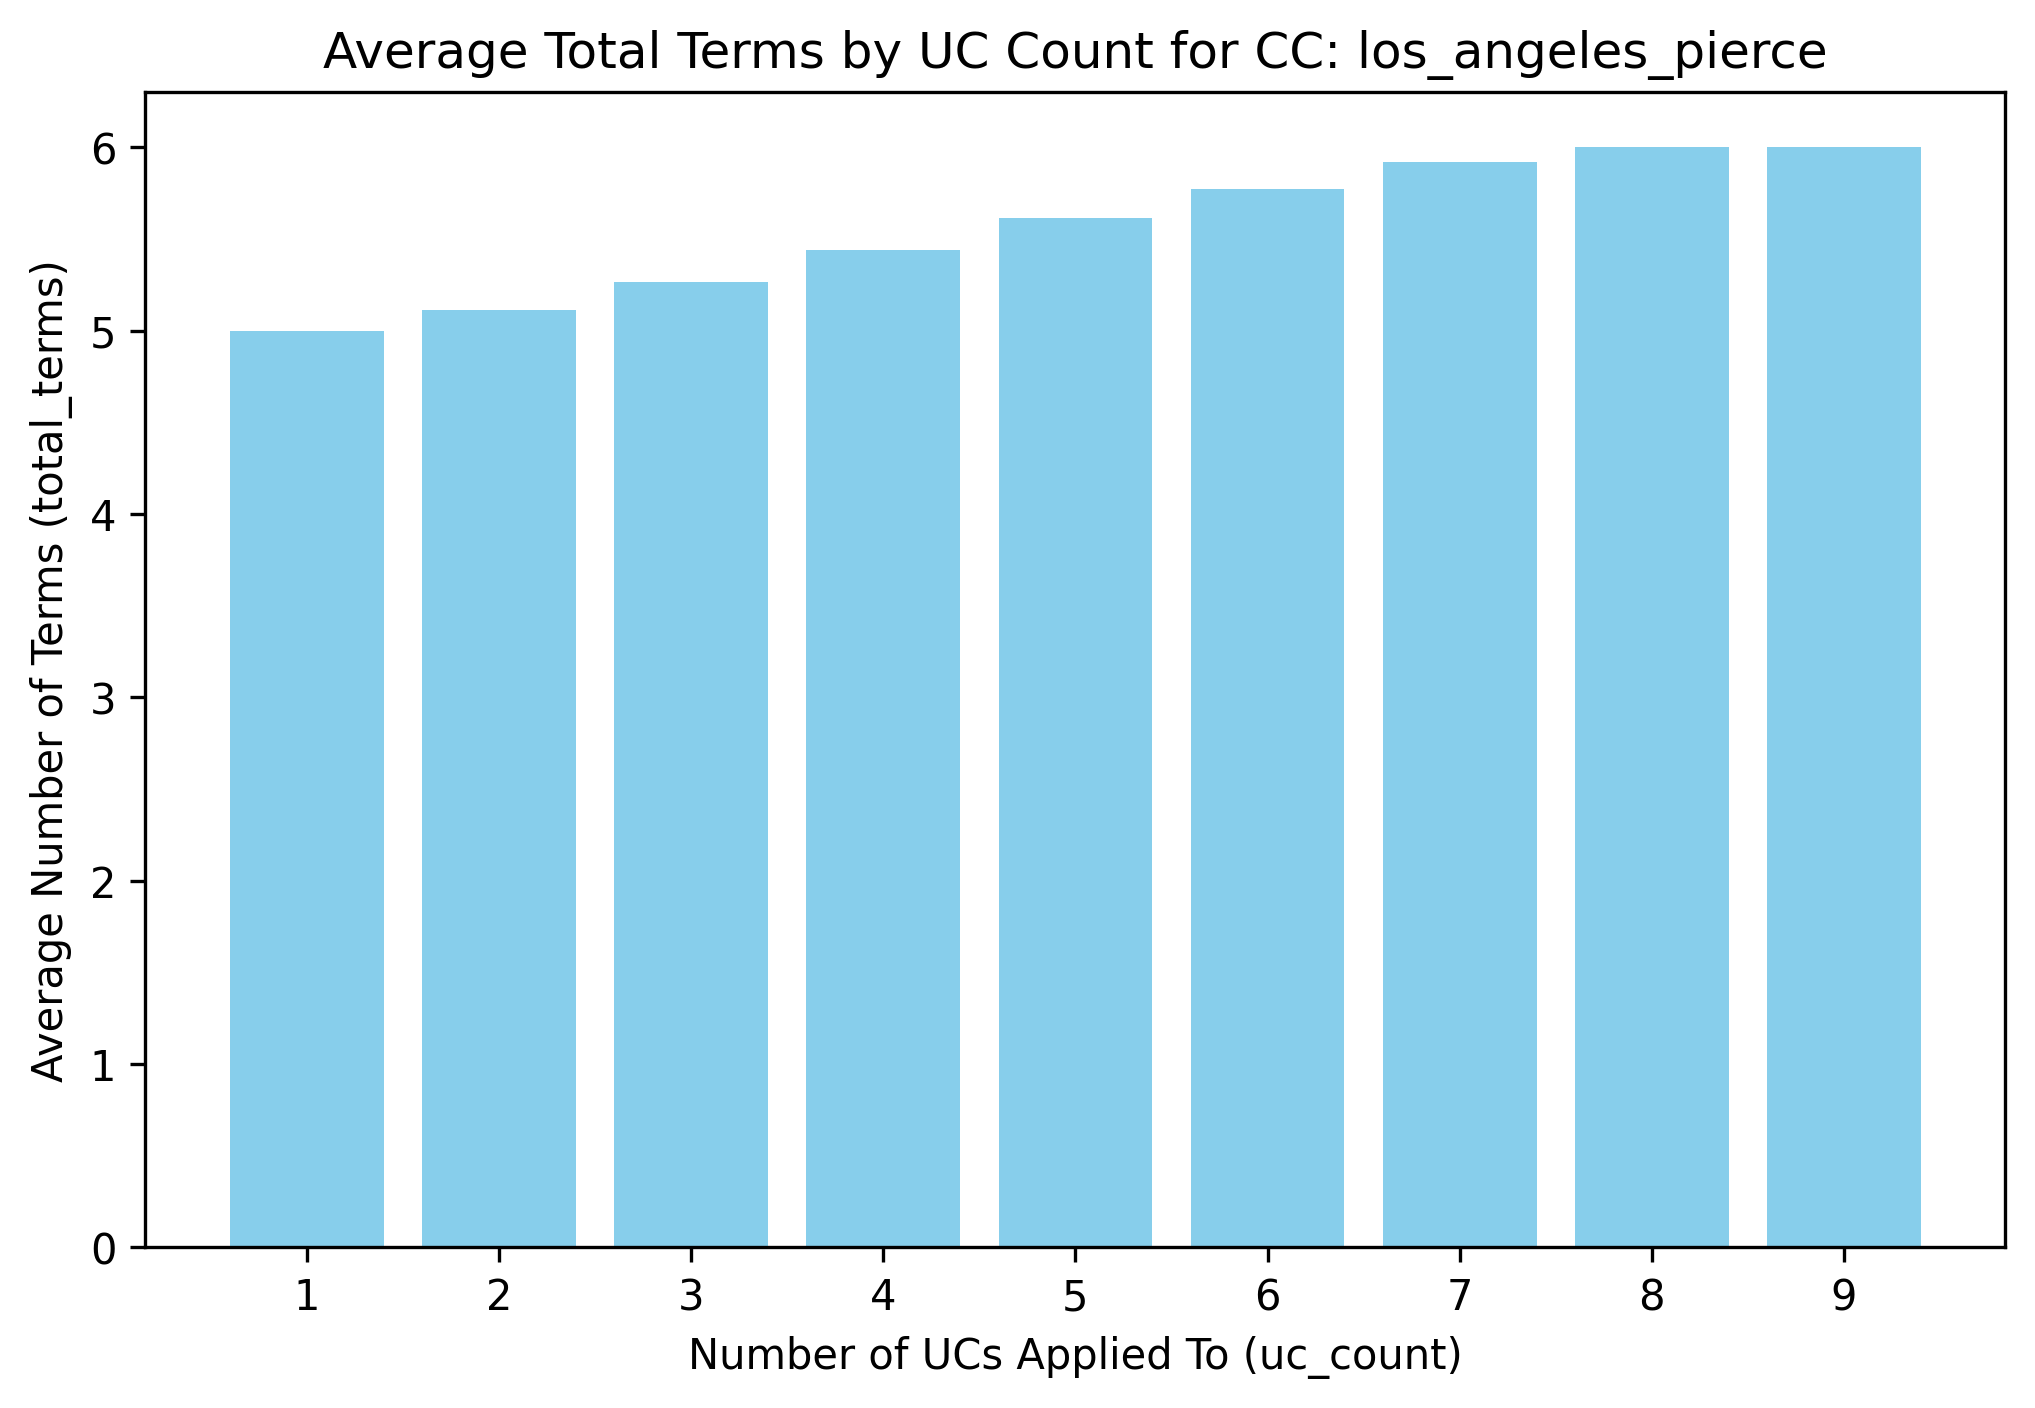 Average Total Terms by UC Count for CC: los_angeles_pierce
Average Number of Terms (total_terms)
6
5
4
3
2
1
0
1 2 3 4 5 6 7 8 9
Number of UCs Applied To (uc_count)